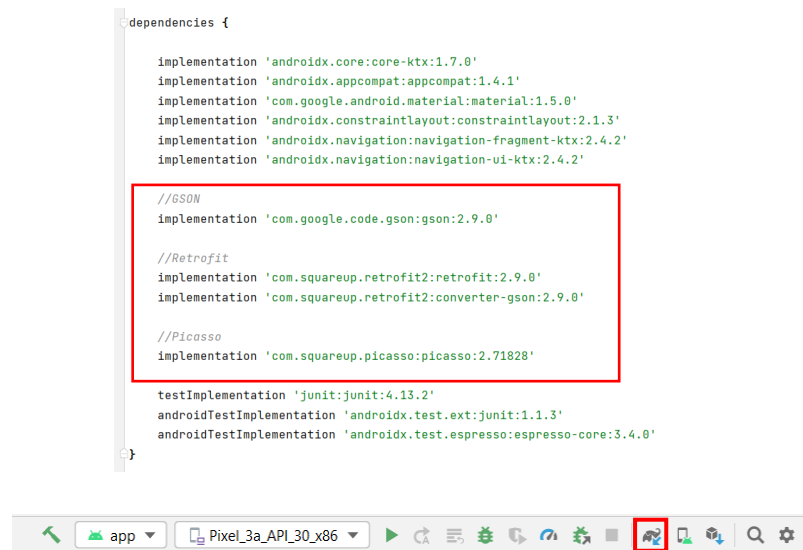 dependencies {
implementation 'androidx.core:core-ktx:1.7.0'
implementation 'androidx.appcompat:appcompat:1.4.1'
implementation 'com.google.android.material:material:1.5.0'
implementation 'androidx.constraintlayout:constraintlayout:2.1.3'
implementation 'androidx.navigation:navigation-fragment-ktx:2.4.2'
implementation 'androidx.navigation:navigation-ui-ktx:2.4.2'
//GSON
implementation 'com.google.code.gson:gson:2.9.0'
//Retrofit
implementation 'com.squareup.retrofit2:retrofit:2.9.0'
implementation 'com.squareup.retrofit2:converter-gson:2.9.0'
//Picasso
implementation 'com.squareup.picasso:picasso:2.71828'
testImplementation 'junit:junit:4.13.2'
androidTestImplementation 'androidx.test.ext:junit:1.1.3'
androidTestImplementation 'androidx.test.espresso:espresso-core:3.4.0'
}
app Pixel_3a_API_30_x86